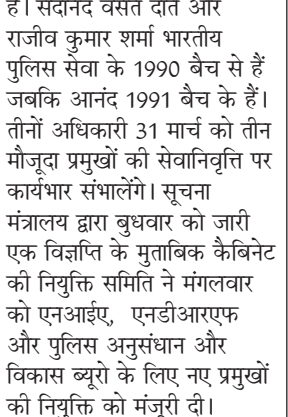 है। सदानंद वसंत दाते और
राजीव कुमार शर्मा भारतीय
पुलिस सेवा के 1990 बैच से हैं
जबकि आनंद 1991 बैच के हैं।
तीनों अधिकारी 31 मार्च को तीन
मौजूदा प्रमुखों की सेवानिवृत्ति पर
कार्यभार संभालेंगे। सूचना
मंत्रालय द्वारा बुधवार को जारी
एक विज्ञप्ति के मुताबिक कैबिनेट
की नियुक्ति समिति ने मंगलवार
को एनआईए, एनडीआरएफ
और पुलिस अनुसंधान और
विकास ब्यूरो के लिए नए प्रमुखों
की नियुक्ति को मंजूरी दी।